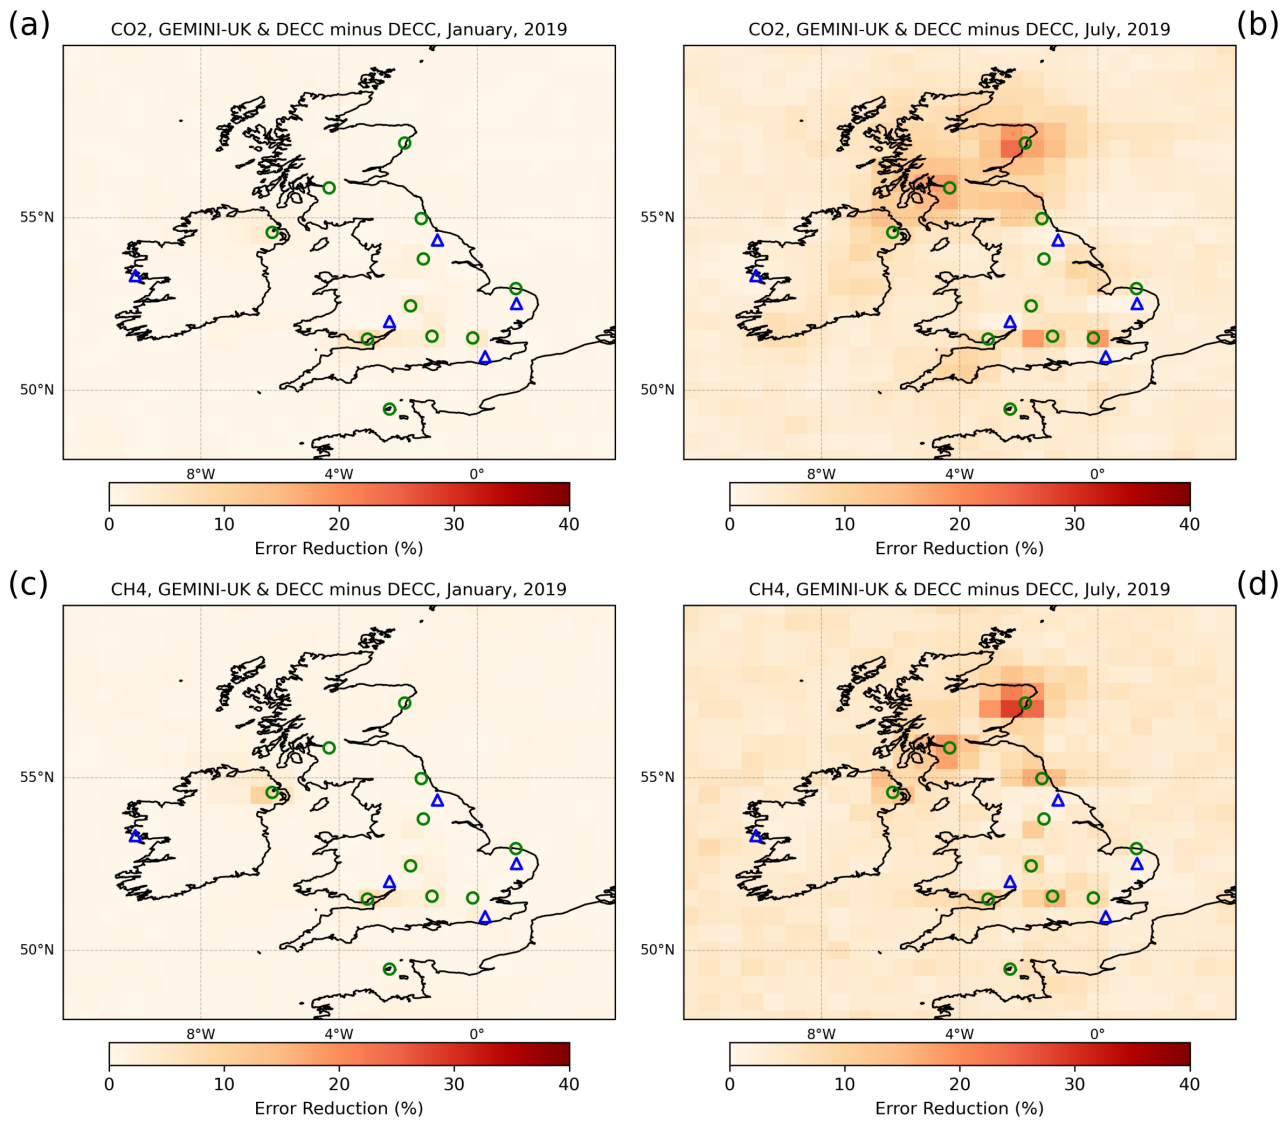 (a)
CO2, GEMINI-UK & DECC minus DECC, January, 2019
CO2, GEMINI-UK & DECC minus DECC, July, 2019
(b)
55°N
55°N
50°N
50°N
8°W 4°W 0°
8°W 4°W 0°
0 10 20 30 40
0 10 20 30 40
Error Reduction (%)
Error Reduction (%)
(c)
CH4, GEMINI-UK & DECC minus DECC, January, 2019
CH4, GEMINI-UK & DECC minus DECC, July, 2019
(d)
55°N
55°N
50°N
50°N
8°W 4°W 0°
8°W 4°W 0°
0 10 20 30 40
0 10 20 30 40
Error Reduction (%)
Error Reduction (%)